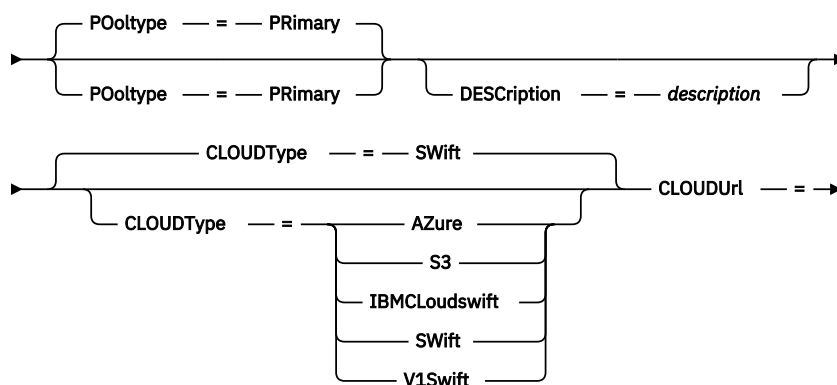 POoltype = PRimary
POoltype = PRimary
DESCription = description
CLOUDType = SWift
CLOUDUrl =
CLOUDType = AZure
S3
IBMCLoudswift
SWift
V1Swift